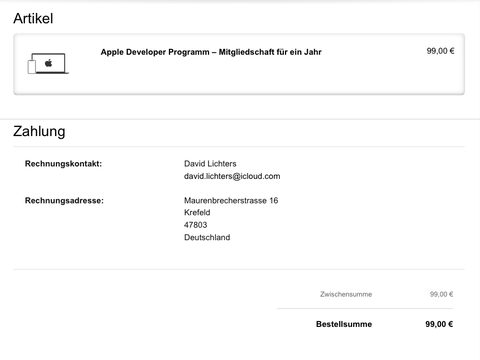 Artikel
Apple Developer Programm – Mitgliedschaft für ein Jahr 99,00 €
Zahlung
Rechnungskontakt: David Lichters
david.lichters@icloud.com
Rechnungsadresse: Maurenbrecherstrasse 16
Krefeld
47803
Deutschland
Zwischensumme 99,00 €
Bestellsumme 99,00 €